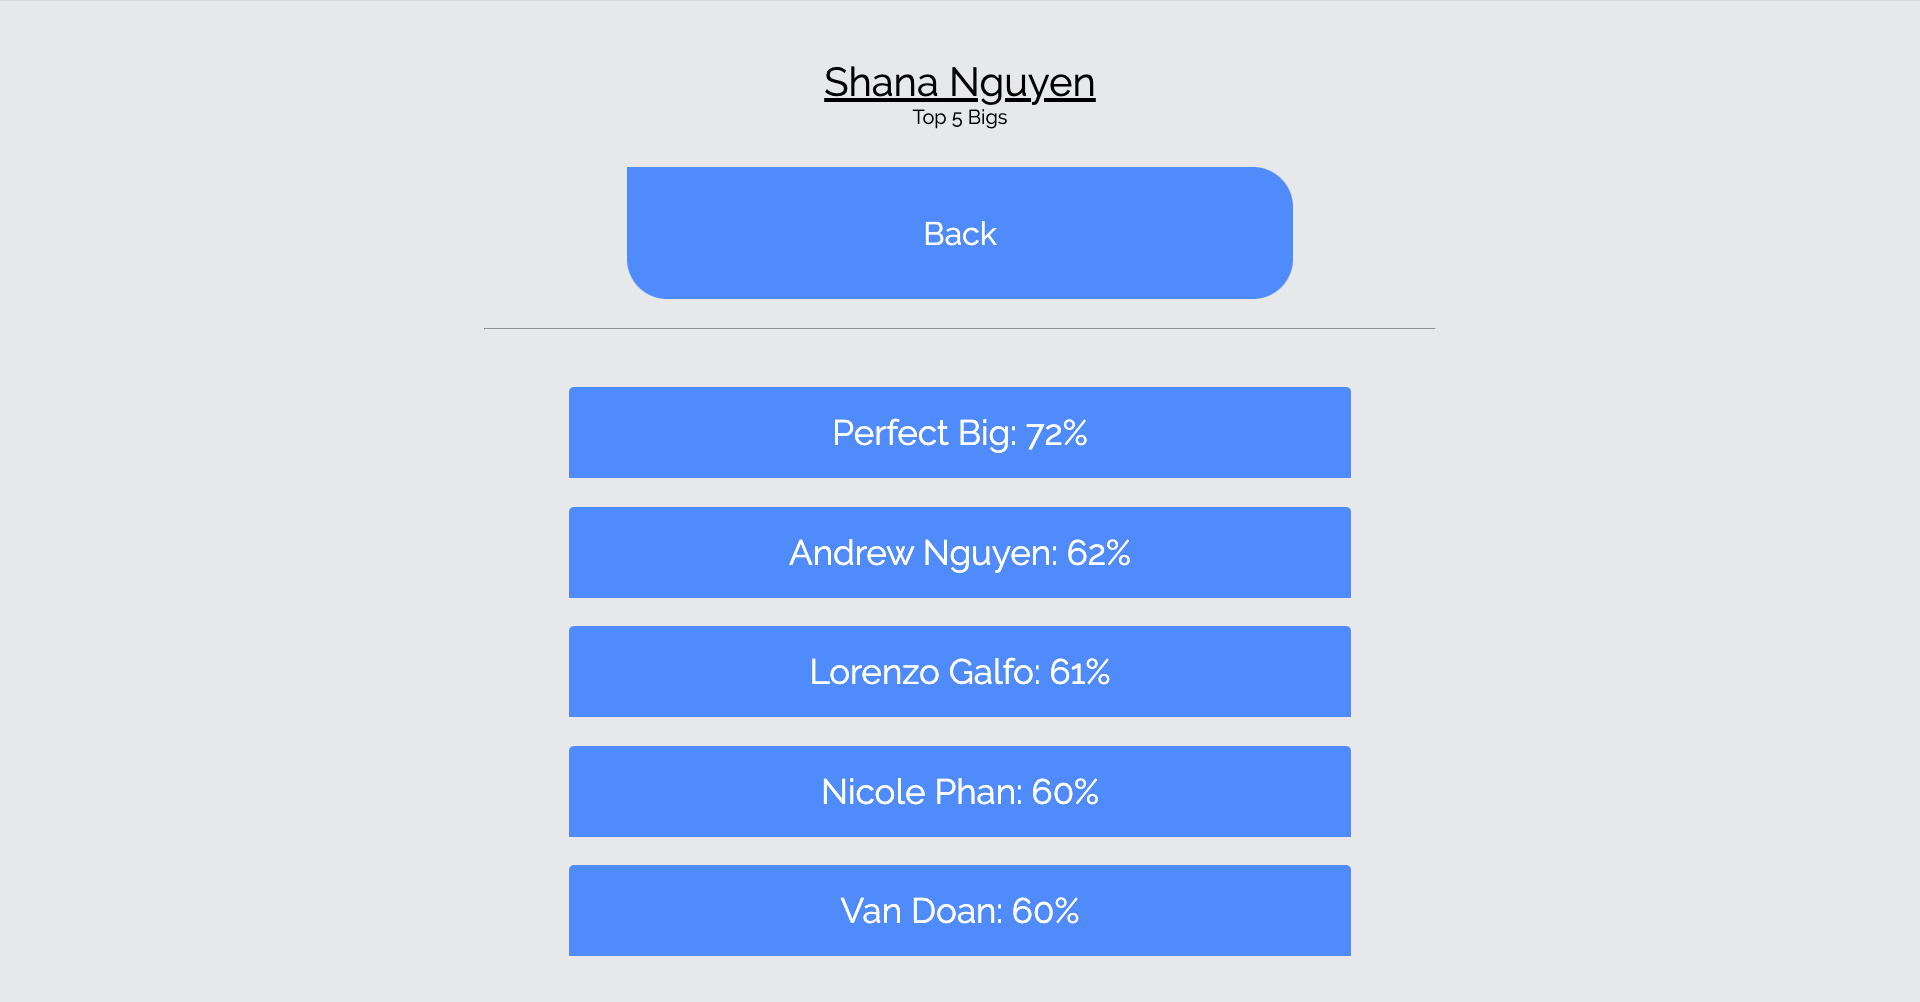 Shana Nguyen
Top 5 Bigs
Back
Perfect Big: 72%
Andrew Nguyen: 62%
Lorenzo Galfo: 61%
Nicole Phan: 60%
Van Doan: 60%